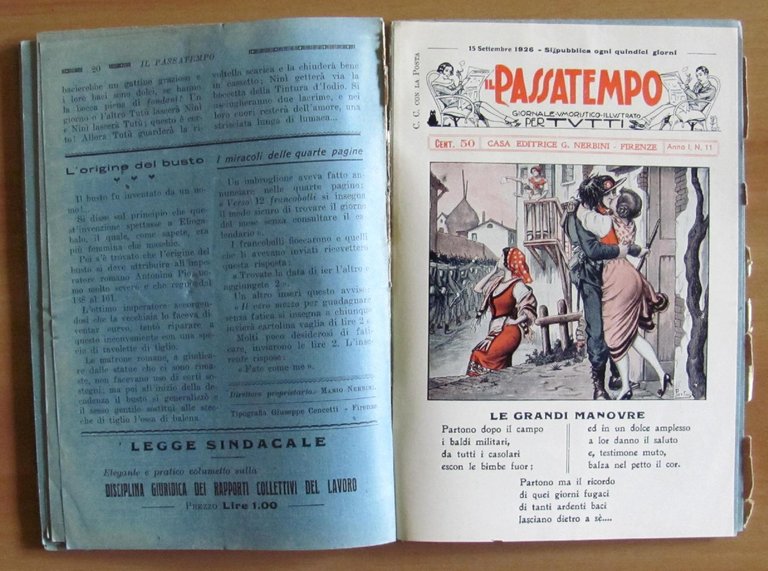 20 IL PASSATEMPO
bacierebbe un gattino grazioso e
i loro baci sono dolci, se hanno
la bocca piena di fondent! Un
giorno e l'altro Tutù lascerà Ninì
e Ninì lascerà Tutù: questo è cer-
to! Allora Tutù guarderà la ri-
voltella scarica e la chiuderà bene
in cassetto; Ninì getterà via la
boccetta della Tintura d'Iodio. Si
asciugheranno due lacrime, e nei
loro cuori resterà dell'amore, una
strisciata lunga di lumaca...
L'origine del busto
Il busto fu inventato da un uo-
mo!
Si disse sul principio che que-
st'invenzione spettasse a Elioga-
balo, il quale, come sapete, era
più femmina che maschio.
Poi s'è trovato che l'origine del
busto si deve attribuire all'impe-
ratore romano Antonino Pio, uo-
mo molto severo e che regnò dal
138 al 161.
L'ottimo imperatore accorgen-
dosi che la vecchiaia lo faceva di-
ventar curvo, tentò riparare a
questo inconveniente con una spe-
cie di tavolette di tiglio.
Le matrone romane, a giudicare
dalle statue che ci sono rima-
ste, non facevano uso di certi so-
stegni, ma poi all'inizio della de-
cadenza il busto si generalizzò e
il sesso gentile sostituì alle stec-
che di tiglio l'ossa di balena.
I miracoli delle quarte pagine
Un imbroglione aveva fatto an-
nunciare nelle quarte pagine:
« Verso 12 francobolli si insegna
il modo sicuro di trovare il giorno
del mese senza consultare il ca-
lendario ».
I francobolli fioccarono e quelli
che li avevano inviati ricevettero
questa risposta:
« Trovate la data di ier l'altro e
aggiungete 2 ».
Un altro inserì questo avviso:
« Il vero mezzo per guadagnare
senza fatica si insegna a chiunque
invierà cartolina vaglia di lire 2 ».
Molti poco desiderosi di fati-
care, inviarono le lire 2. L'inse-
rente rispose:
« Fate come me ».
Direttore proprietario: MARIO NERBINI.
Tipografia Giuseppe Cencetti - Firenze
LEGGE SINDACALE
Elegante e pratico volumetto sulla
DISCIPLINA GIURIDICA DEI RAPPORTI COLLETTIVI DEL LAVORO
PREZZO Lire 1.00
C. C. CON LA POSTA
15 Settembre 1926 - Si pubblica ogni quindici giorni
IL PASSATEMPO
GIORNALE-UMORISTICO-ILLUSTRATO
PER TUTTI
CENT. 50 CASA EDITRICE G. NERBINI - FIRENZE Anno I, N. 11
LE GRANDI MANOVRE
Partono dopo il campo
i baldi militari,
da tutti i casolari
escon le bimbe fuor;
ed in un dolce amplesso
a lor danno il saluto
e, testimone muto,
balza nel petto il cor.
Partono ma il ricordo
di quei giorni fugaci
di tanti ardenti baci
lasciano dietro a sè....